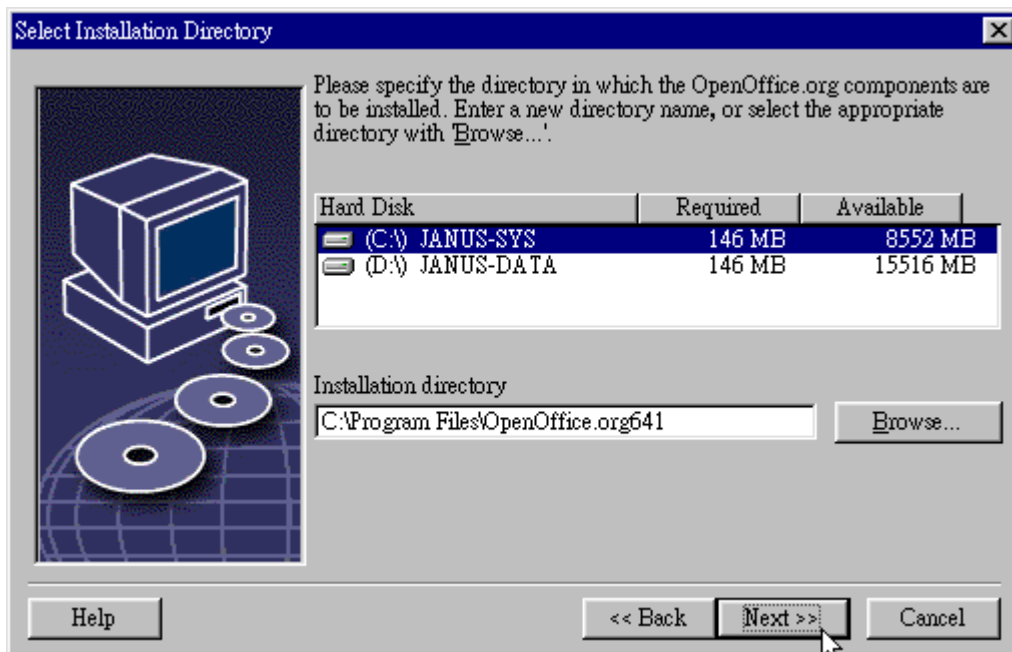 Select Installation Directory
Please specify the directory in which the OpenOffice.org components are
to be installed. Enter a new directory name, or select the appropriate
directory with 'Browse...'.
Hard Disk Required Available
(C:\) JANUS-SYS 146 MB 8552 MB
(D:\) JANUS-DATA 146 MB 15516 MB
Installation directory
C:\Program Files\OpenOffice.org641 Browse...
Help << Back Next >> Cancel